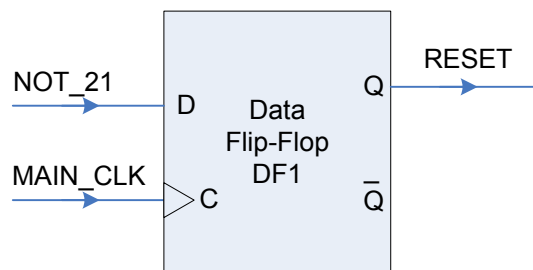 RESET
NOT_21
Q
D
Data
Flip-Flop
DF1
MAIN_CLK
C
Q̅